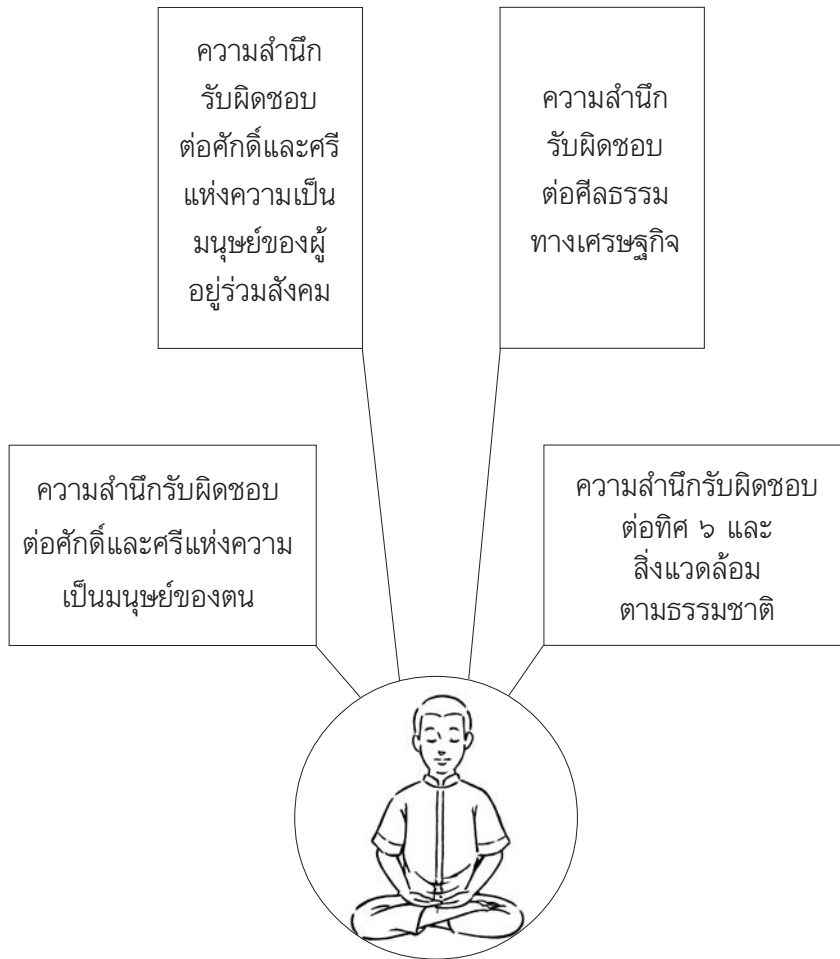 ความสำนึก
รับผิดชอบ
ต่อศักดิ์และศรี
แห่งความเป็น
มนุษย์ของผู้
อยู่ร่วมสังคม
ความสำนึก
รับผิดชอบ
ต่อศีลธรรม
ทางเศรษฐกิจ
ความสำนึกรับผิดชอบ
ต่อศักดิ์และศรีแห่งความ
เป็นมนุษย์ของตน
ความสำนึกรับผิดชอบ
ต่อทิศ ๖ และ
สิ่งแวดล้อม
ตามธรรมชาติ